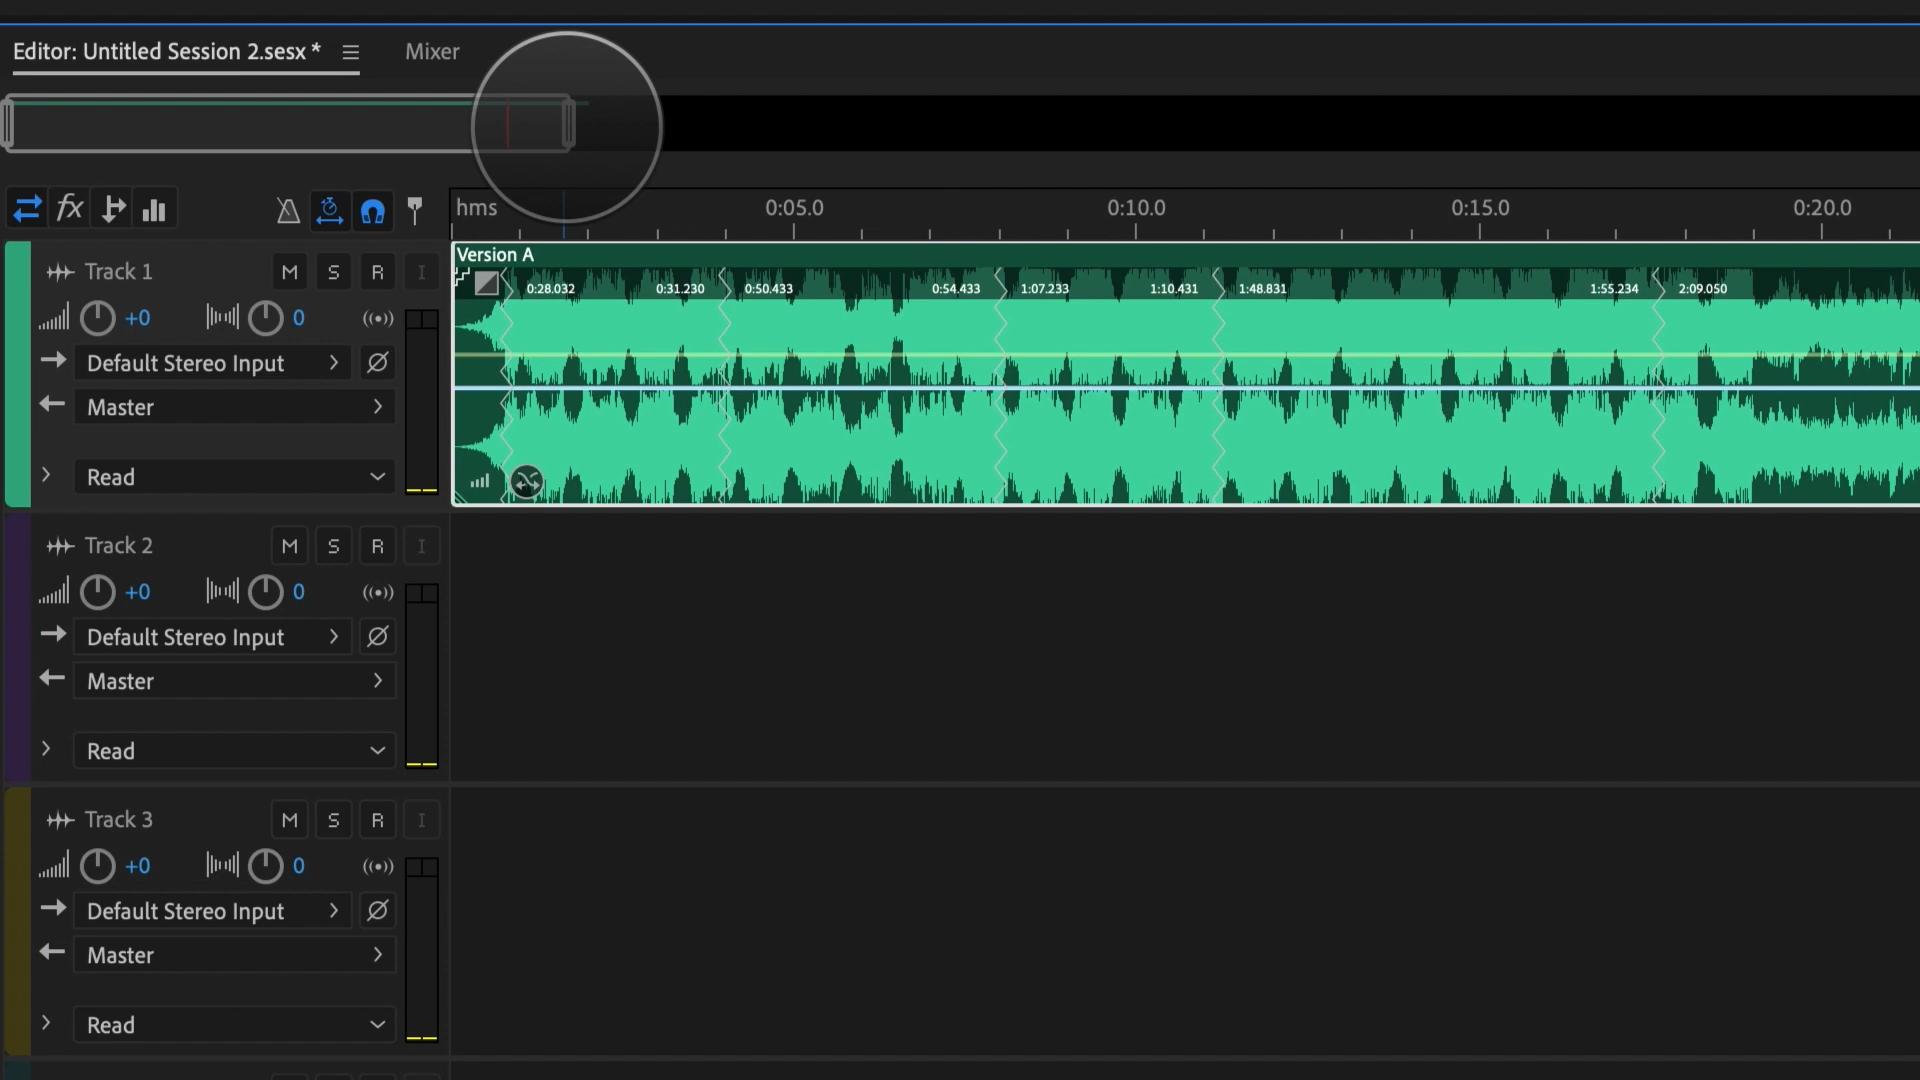 Editor: Untitled Session 2.sesx * Mixer
fx hms 0:05.0 0:10.0 0:15.0 0:20.0
Version A
Track 1 M S R I
0:28.032 0:31.230 0:50.433 0:54.433 1:07.233 1:10.431 1:48.831 1:55.234 2:09.050
+0 0
Default Stereo Input
Master
Read
Track 2 M S R I
+0 0
Default Stereo Input
Master
Read
Track 3 M S R I
+0 0
Default Stereo Input
Master
Read